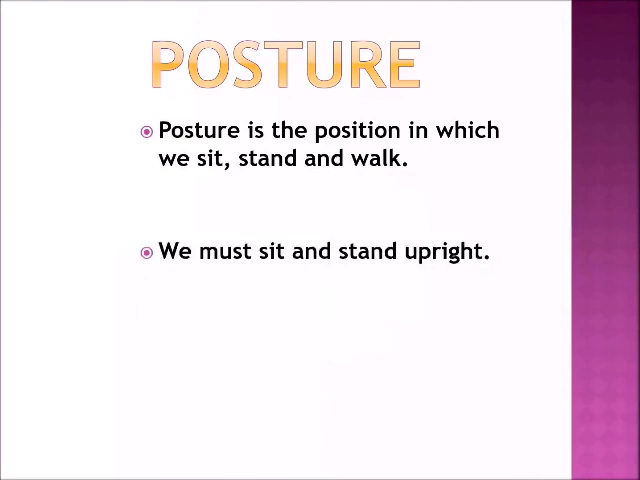 POSTURE
Posture is the position in which
we sit, stand and walk.
We must sit and stand upright.